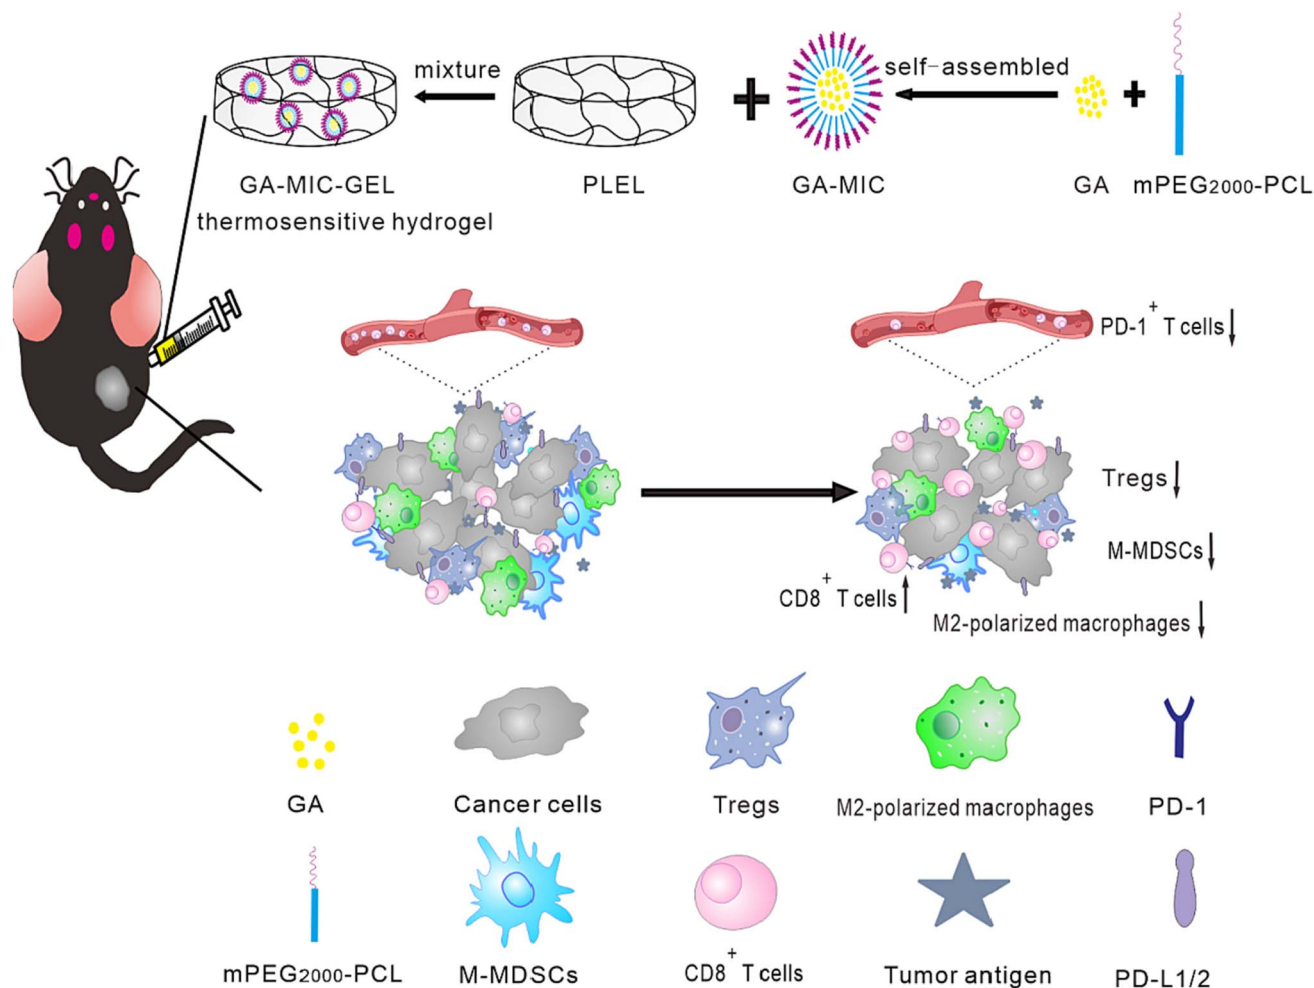 mixture
self-assembled
GA-MIC-GEL
thermosensitive hydrogel
PLEL
GA-MIC
GA
mPEG2000-PCL
PD-1+ T cells↓
Tregs↓
M-MDSCs↓
CD8+ T cells↑
M2-polarized macrophages↓
GA
Cancer cells
Tregs
M2-polarized macrophages
PD-1
mPEG2000-PCL
M-MDSCs
CD8+ T cells
Tumor antigen
PD-L1/2